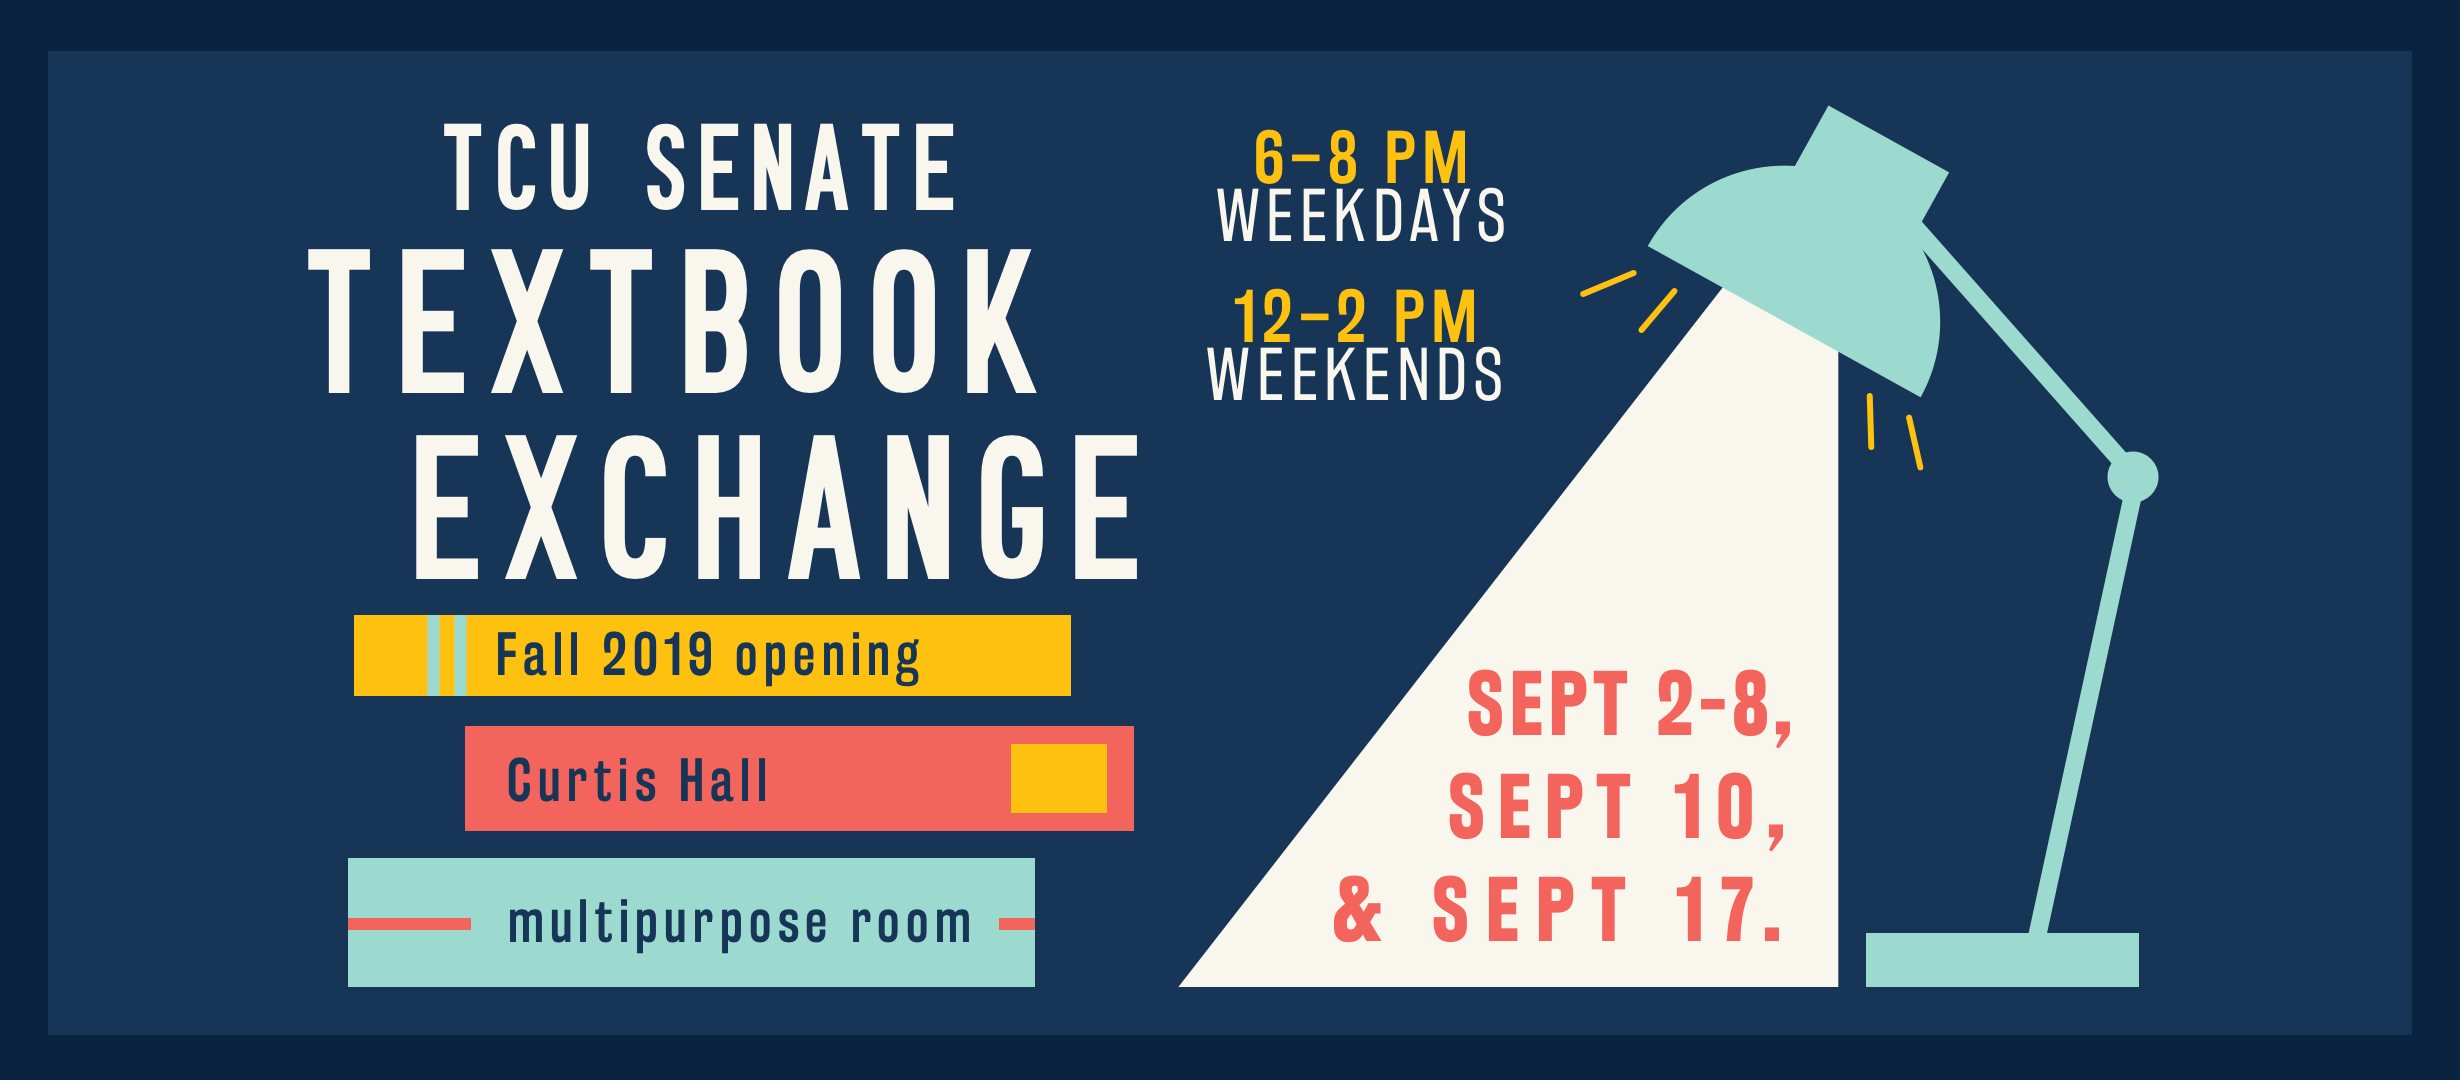 TCU SENATE
TEXTBOOK
EXCHANGE
Fall 2019 opening
Curtis Hall
multipurpose room
6–8 PM
WEEKDAYS
12–2 PM
WEEKENDS
SEPT 2-8,
SEPT 10,
& SEPT 17.